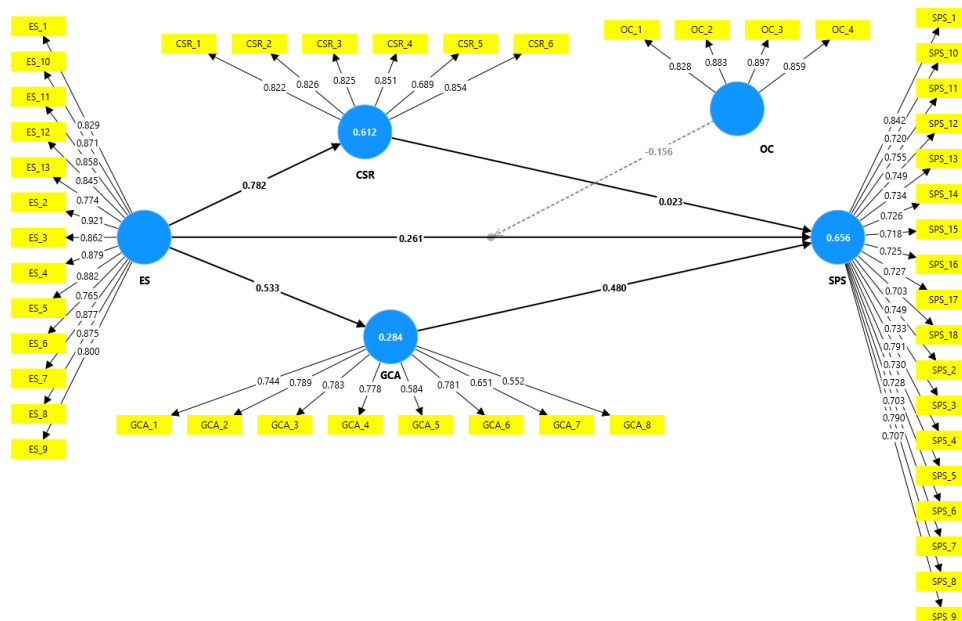 ES_1
ES_10
ES_11
ES_12
ES_13
ES_2
ES_3
ES_4
ES_5
ES_6
ES_7
ES_8
ES_9
0.829
0.871
0.858
0.845
0.774
0.921
0.862
0.879
0.882
0.765
0.877
0.875
0.800
ES
CSR_1
CSR_2
CSR_3
CSR_4
CSR_5
CSR_6
0.822
0.826
0.825
0.851
0.689
0.854
0.612
CSR
0.782
0.261
0.533
0.284
GCA
0.744
0.789
0.783
0.778
0.584
0.781
0.651
0.552
GCA_1
GCA_2
GCA_3
GCA_4
GCA_5
GCA_6
GCA_7
GCA_8
OC_1
OC_2
OC_3
OC_4
0.828
0.883
0.897
0.859
OC
-0.156
0.023
0.480
0.656
SPS
0.842
0.720
0.755
0.749
0.734
0.726
0.718
0.725
0.727
0.703
0.749
0.733
0.791
0.730
0.728
0.703
0.790
0.707
SPS_1
SPS_10
SPS_11
SPS_12
SPS_13
SPS_14
SPS_15
SPS_16
SPS_17
SPS_18
SPS_2
SPS_3
SPS_4
SPS_5
SPS_6
SPS_7
SPS_8
SPS_9